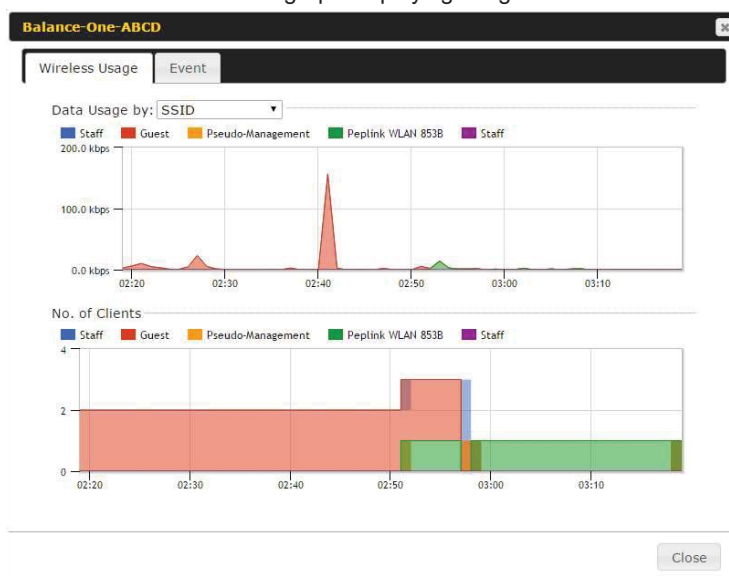 Balance-One-ABCD
Wireless Usage Event
Data Usage by: SSID
Staff Guest Pseudo-Management Peplink WLAN 853B Staff
200.0 kbps
100.0 kbps
0.0 kbps
02:20 02:30 02:40 02:50 03:00 03:10
No. of Clients
Staff Guest Pseudo-Management Peplink WLAN 853B Staff
4
2
0
02:20 02:30 02:40 02:50 03:00 03:10
Close